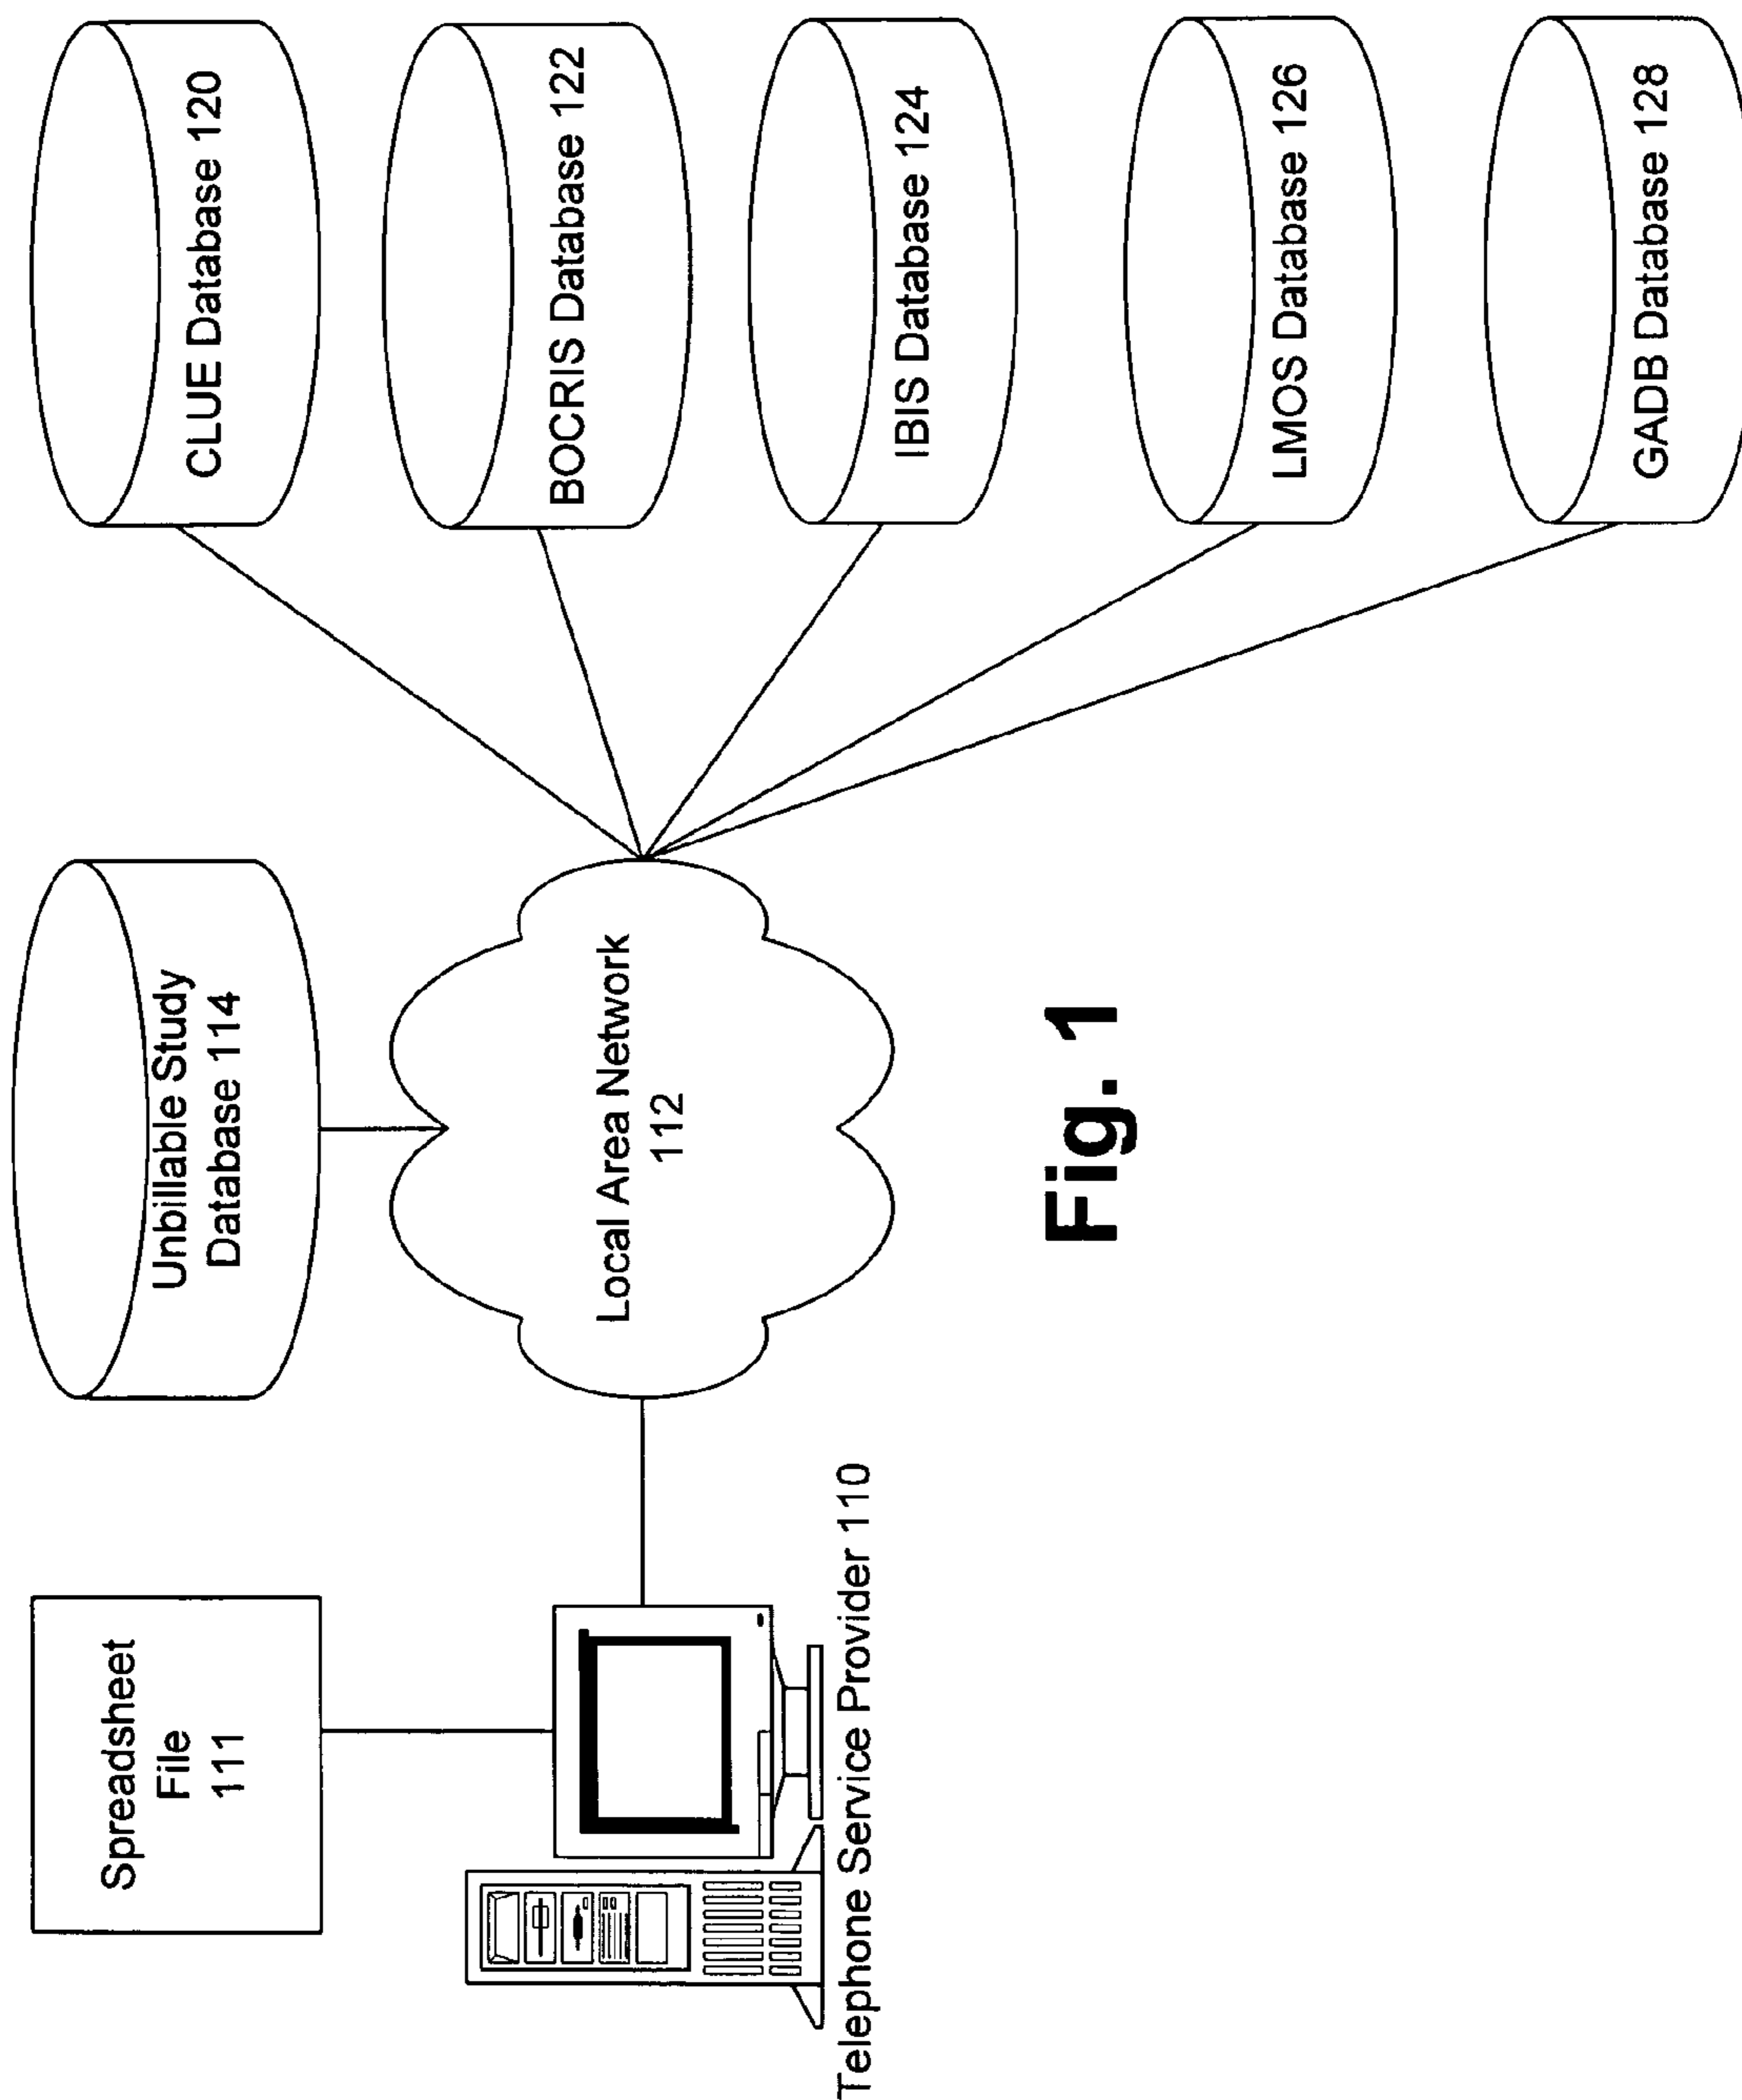 Spreadsheet
File
111
Telephone Service Provider 110
Unbillable Study
Database 114
Local Area Network
112
CLUE Database 120
BOCRIS Database 122
IBIS Database 124
LMOS Database 126
GADB Database 128
Fig. 1